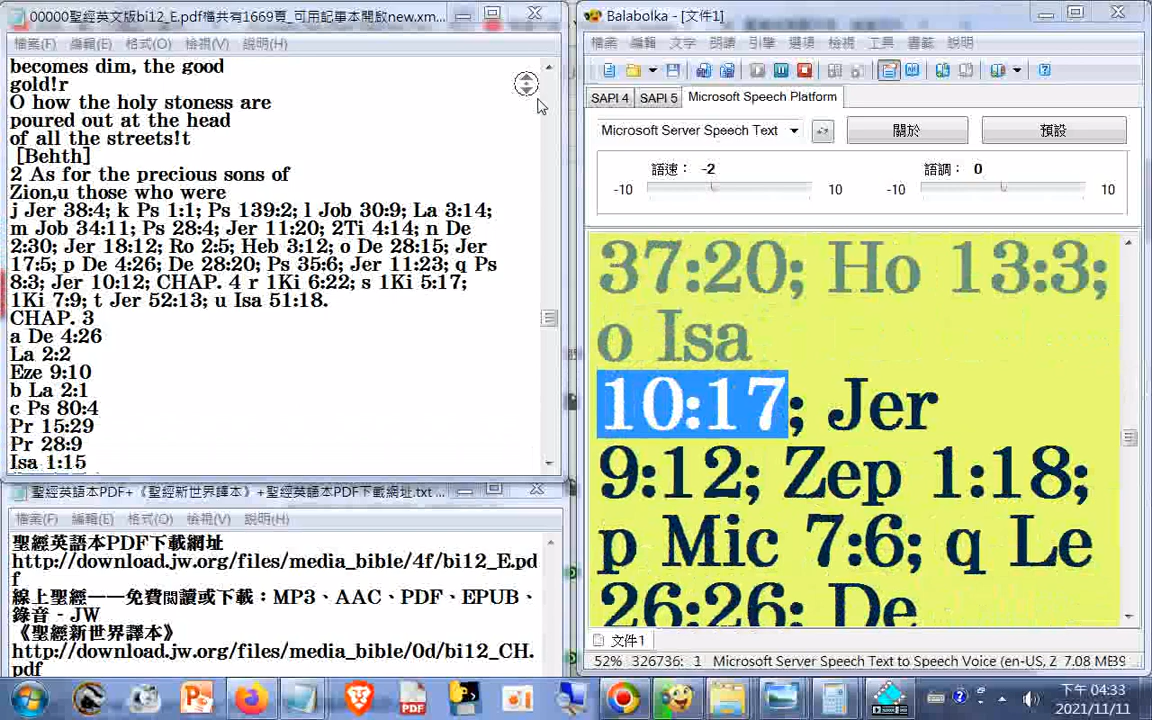 00000聖經英文版bi12_E.pdf檔共有1669頁_可用記事本開啟new.xm...
檔案(F) 編輯(E) 格式(O) 檢視(V) 說明(H)
becomes dim, the good
gold!r
O how the holy stoness are
poured out at the head
of all the streets!t
[Behth]
2 As for the precious sons of
Zion,u those who were
j Jer 38:4; k Ps 1:1; Ps 139:2; l Job 30:9; La 3:14;
m Job 34:11; Ps 28:4; Jer 11:20; 2Ti 4:14; n De
2:30; Jer 18:12; Ro 2:5; Heb 3:12; o De 28:15; Jer
17:5; p De 4:26; De 28:20; Ps 35:6; Jer 11:23; q Ps
8:3; Jer 10:12; CHAP. 4 r 1Ki 6:22; s 1Ki 5:17;
1Ki 7:9; t Jer 52:13; u Isa 51:18.
CHAP. 3
a De 4:26
La 2:2
Eze 9:10
b La 2:1
c Ps 80:4
Pr 15:29
Pr 28:9
Isa 1:15
聖經英語本PDF+《聖經新世界譯本》+聖經英語本PDF下載網址.txt ...
檔案(F) 編輯(E) 格式(O) 檢視(V) 說明(H)
聖經英語本PDF下載網址
http://download.jw.org/files/media_bible/4f/bi12_E.pd
f
線上聖經——免費閱讀或下載：MP3、AAC、PDF、EPUB、
錄音 - JW
《聖經新世界譯本》
http://download.jw.org/files/media_bible/0d/bi12_CH.
pdf
Balabolka - [文件1]
檔案 編輯 文字 朗讀 引擎 選項 檢視 工具 書籤 說明
SAPI 4 SAPI 5 Microsoft Speech Platform
Microsoft Server Speech Text 關於 預設
語速： -2 語調： 0
-10 10 -10 10
37:20; Ho 13:3;
o Isa
10:17; Jer
9:12; Zep 1:18;
p Mic 7:6; q Le
26:26; De
文件1
52% 326736: 1 Microsoft Server Speech Text to Speech Voice (en-US, Z 7.08 MB
下午 04:33
2021/11/11